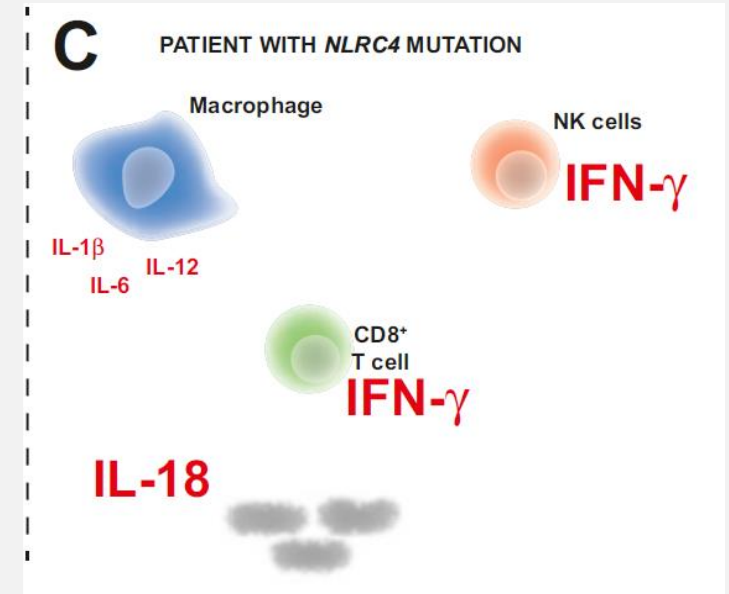 C PATIENT WITH NLRC4 MUTATION
Macrophage
NK cells
IFN-γ
IL-1β
IL-12
IL-6
CD8⁺
T cell
IFN-γ
IL-18